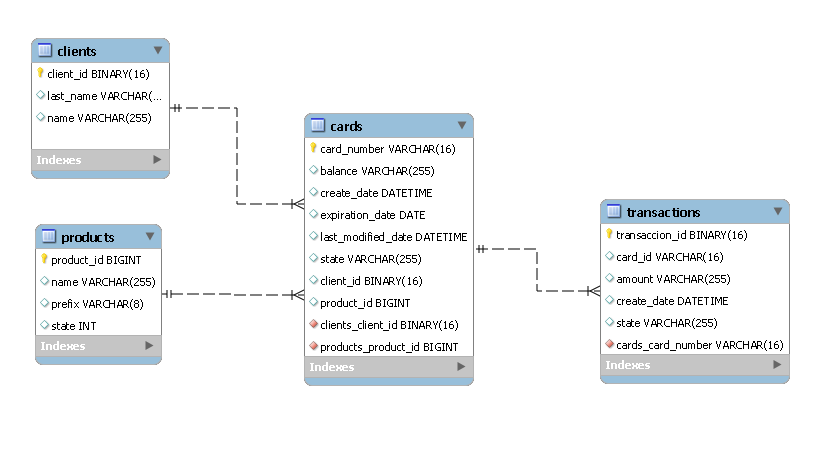 clients
client_id BINARY(16)
last_name VARCHAR(...
name VARCHAR(255)
Indexes
products
product_id BIGINT
name VARCHAR(255)
prefix VARCHAR(8)
state INT
Indexes
cards
card_number VARCHAR(16)
balance VARCHAR(255)
create_date DATETIME
expiration_date DATE
last_modified_date DATETIME
state VARCHAR(255)
client_id BINARY(16)
product_id BIGINT
clients_client_id BINARY(16)
products_product_id BIGINT
Indexes
transactions
transaccion_id BINARY(16)
card_id VARCHAR(16)
amount VARCHAR(255)
create_date DATETIME
state VARCHAR(255)
cards_card_number VARCHAR(16)
Indexes